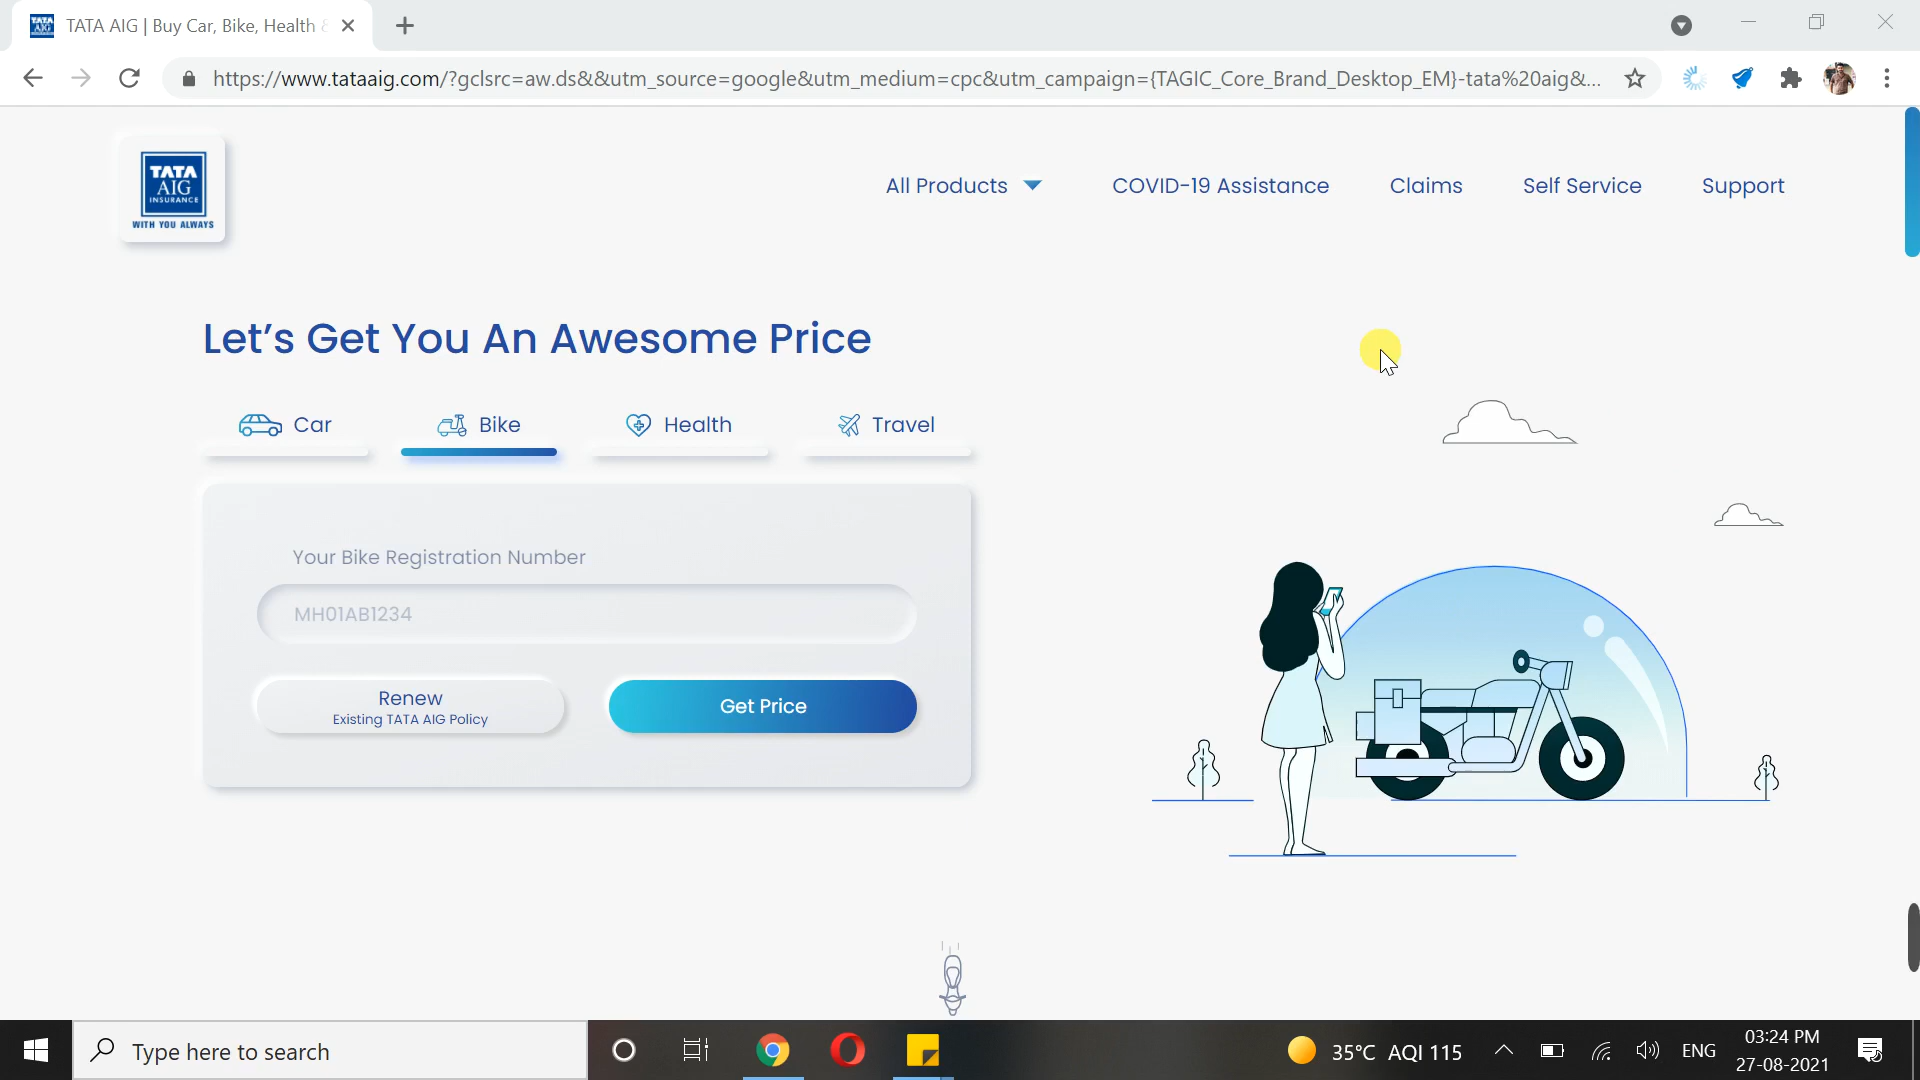 TATA AIG | Buy Car, Bike, Health
https://www.tataaig.com/?gclsrc=aw.ds&&utm_source=google&utm_medium=cpc&utm_campaign={TAGIC_Core_Brand_Desktop_EM}-tata%20aig&...
TATA
AIG
INSURANCE
WITH YOU ALWAYS
All Products
COVID-19 Assistance
Claims
Self Service
Support
Let’s Get You An Awesome Price
Car
Bike
Health
Travel
Your Bike Registration Number
MH01AB1234
Renew
Existing TATA AIG Policy
Get Price
Type here to search
35°C AQI 115
ENG
03:24 PM
27-08-2021